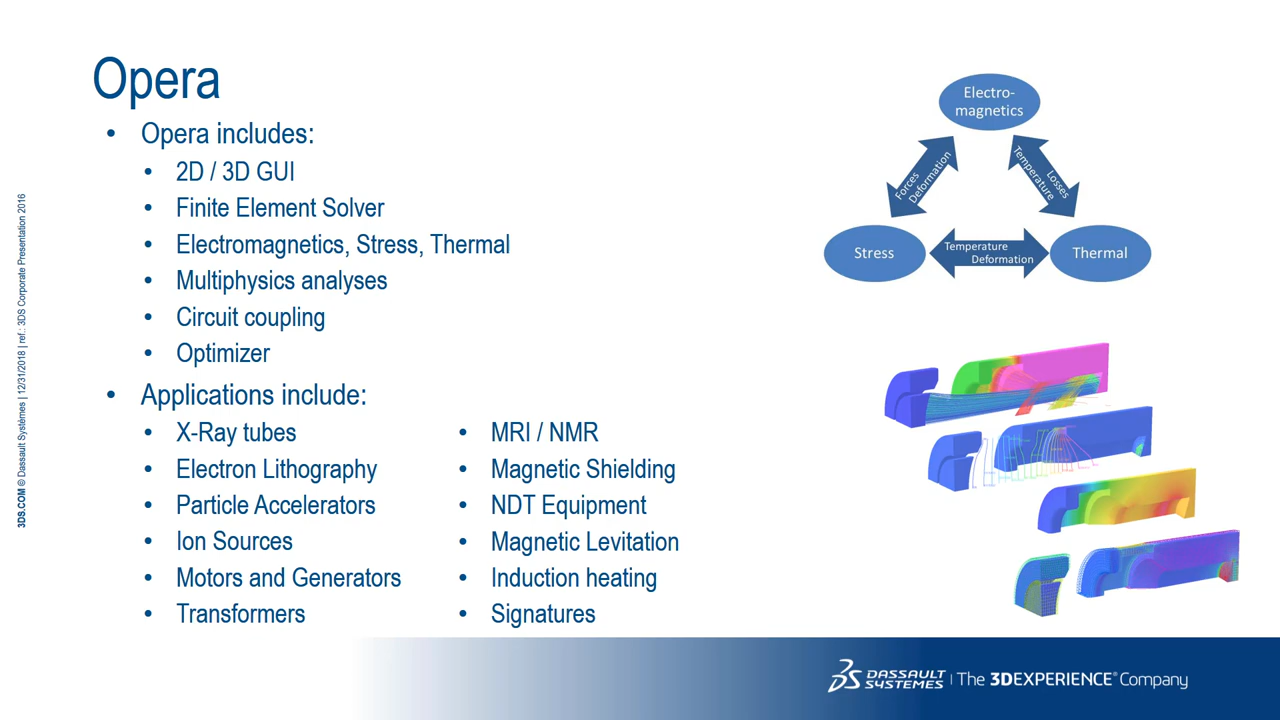 Opera
• Opera includes:
• 2D / 3D GUI
• Finite Element Solver
• Electromagnetics, Stress, Thermal
• Multiphysics analyses
• Circuit coupling
• Optimizer
• Applications include:
• X-Ray tubes
• Electron Lithography
• Particle Accelerators
• Ion Sources
• Motors and Generators
• Transformers
• MRI / NMR
• Magnetic Shielding
• NDT Equipment
• Magnetic Levitation
• Induction heating
• Signatures
Electro-
magnetics
Forces
Deformation
Losses
Temperature
Stress
Temperature
Deformation
Thermal
3DS.COM © Dassault Systèmes | 12/31/2018 | ref.: 3DS Corporate Presentation 2016
DASSAULT
SYSTEMES | The 3DEXPERIENCE® Company